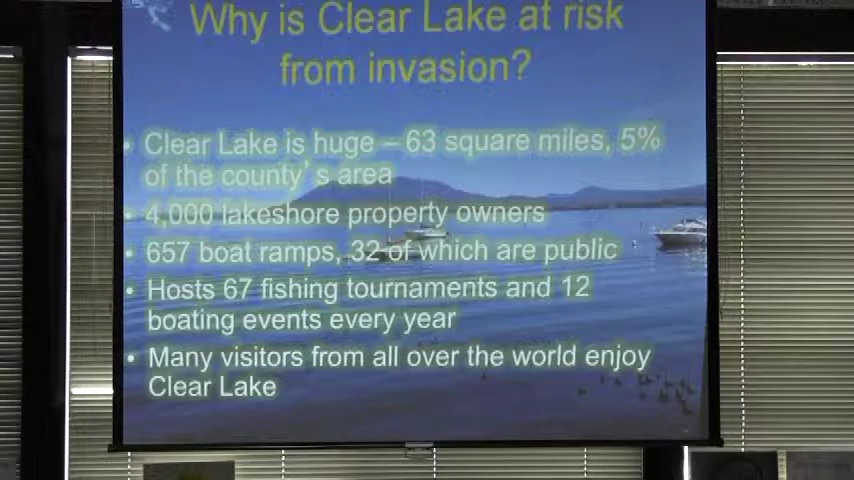 Why is Clear Lake at risk
from invasion?
• Clear Lake is huge – 63 square miles, 5%
of the county's area
• 4,000 lakeshore property owners
• 657 boat ramps, 32 of which are public
• Hosts 67 fishing tournaments and 12
boating events every year
• Many visitors from all over the world enjoy
Clear Lake